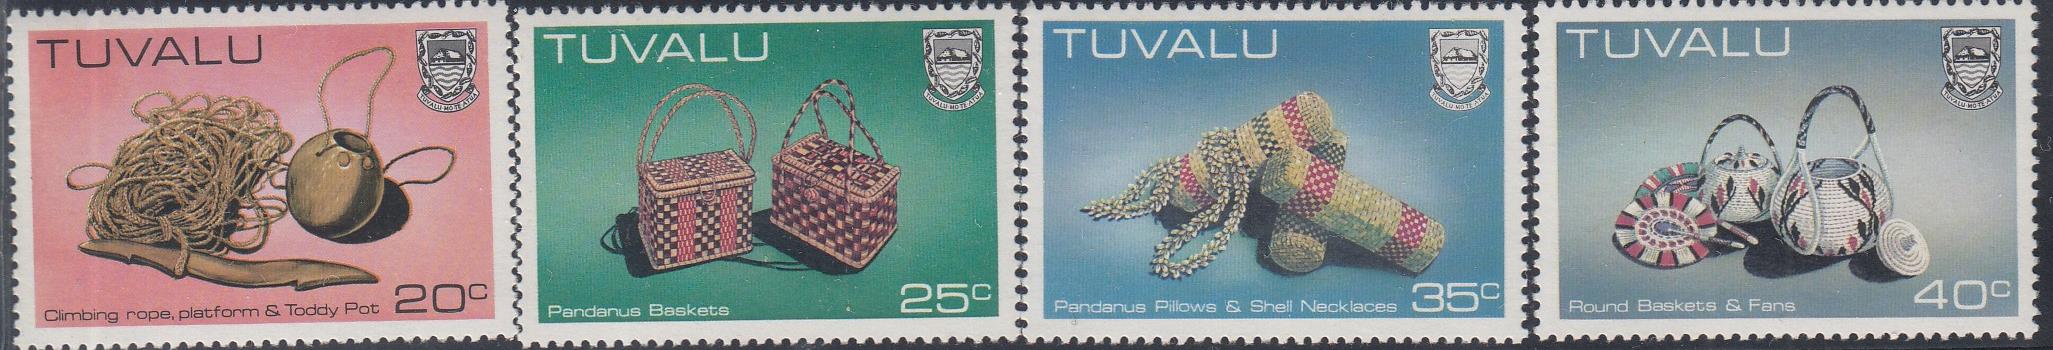 TUVALU
TUVALU MO TE ATUA
Climbing rope, platform & Toddy Pot 20c
TUVALU
TUVALU MO TE ATUA
Pandanus Baskets 25c
TUVALU
TUVALU MO TE ATUA
Pandanus Pillows & Shell Necklaces 35c
TUVALU
TUVALU MO TE ATUA
Round Baskets & Fans 40c